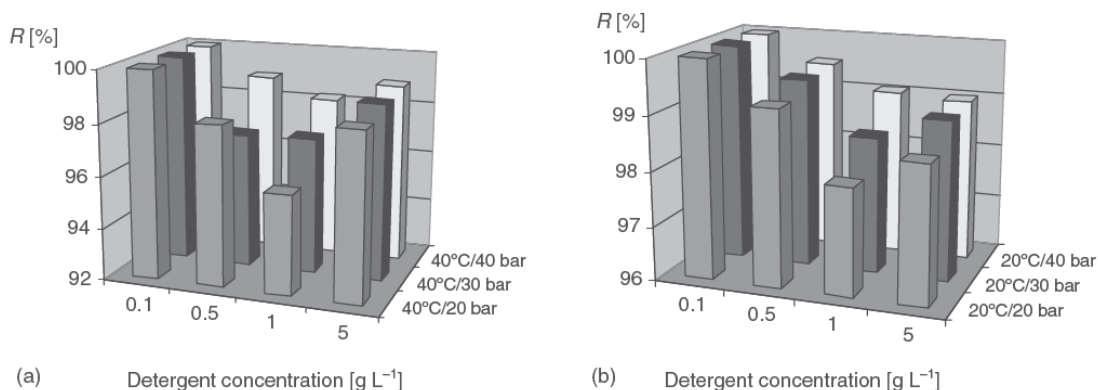 R [%]
100
98
96
94
92
0.1
0.5
1
5
40°C/40 bar
40°C/30 bar
40°C/20 bar
(a)
Detergent concentration [g L⁻¹]
R [%]
100
99
98
97
96
0.1
0.5
1
5
20°C/40 bar
20°C/30 bar
20°C/20 bar
(b)
Detergent concentration [g L⁻¹]